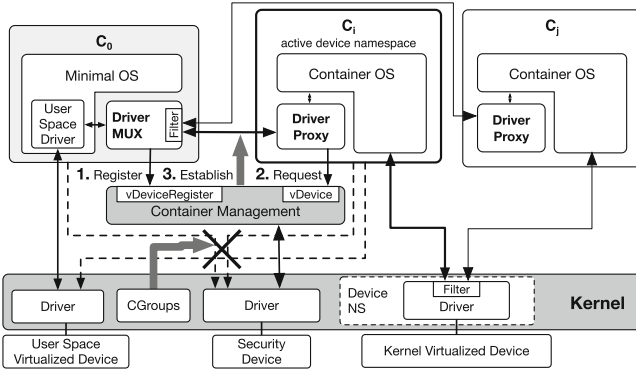 C0
Minimal OS
User
Space
Driver
Driver
MUX
Filter
Ci
active device namespace
Container OS
Driver
Proxy
Cj
Container OS
Driver
Proxy
1. Register
3. Establish
2. Request
vDeviceRegister
vDevice
Container Management
Driver
CGroups
Driver
Device
NS
Filter
Driver
Kernel
User Space
Virtualized Device
Security
Device
Kernel Virtualized Device